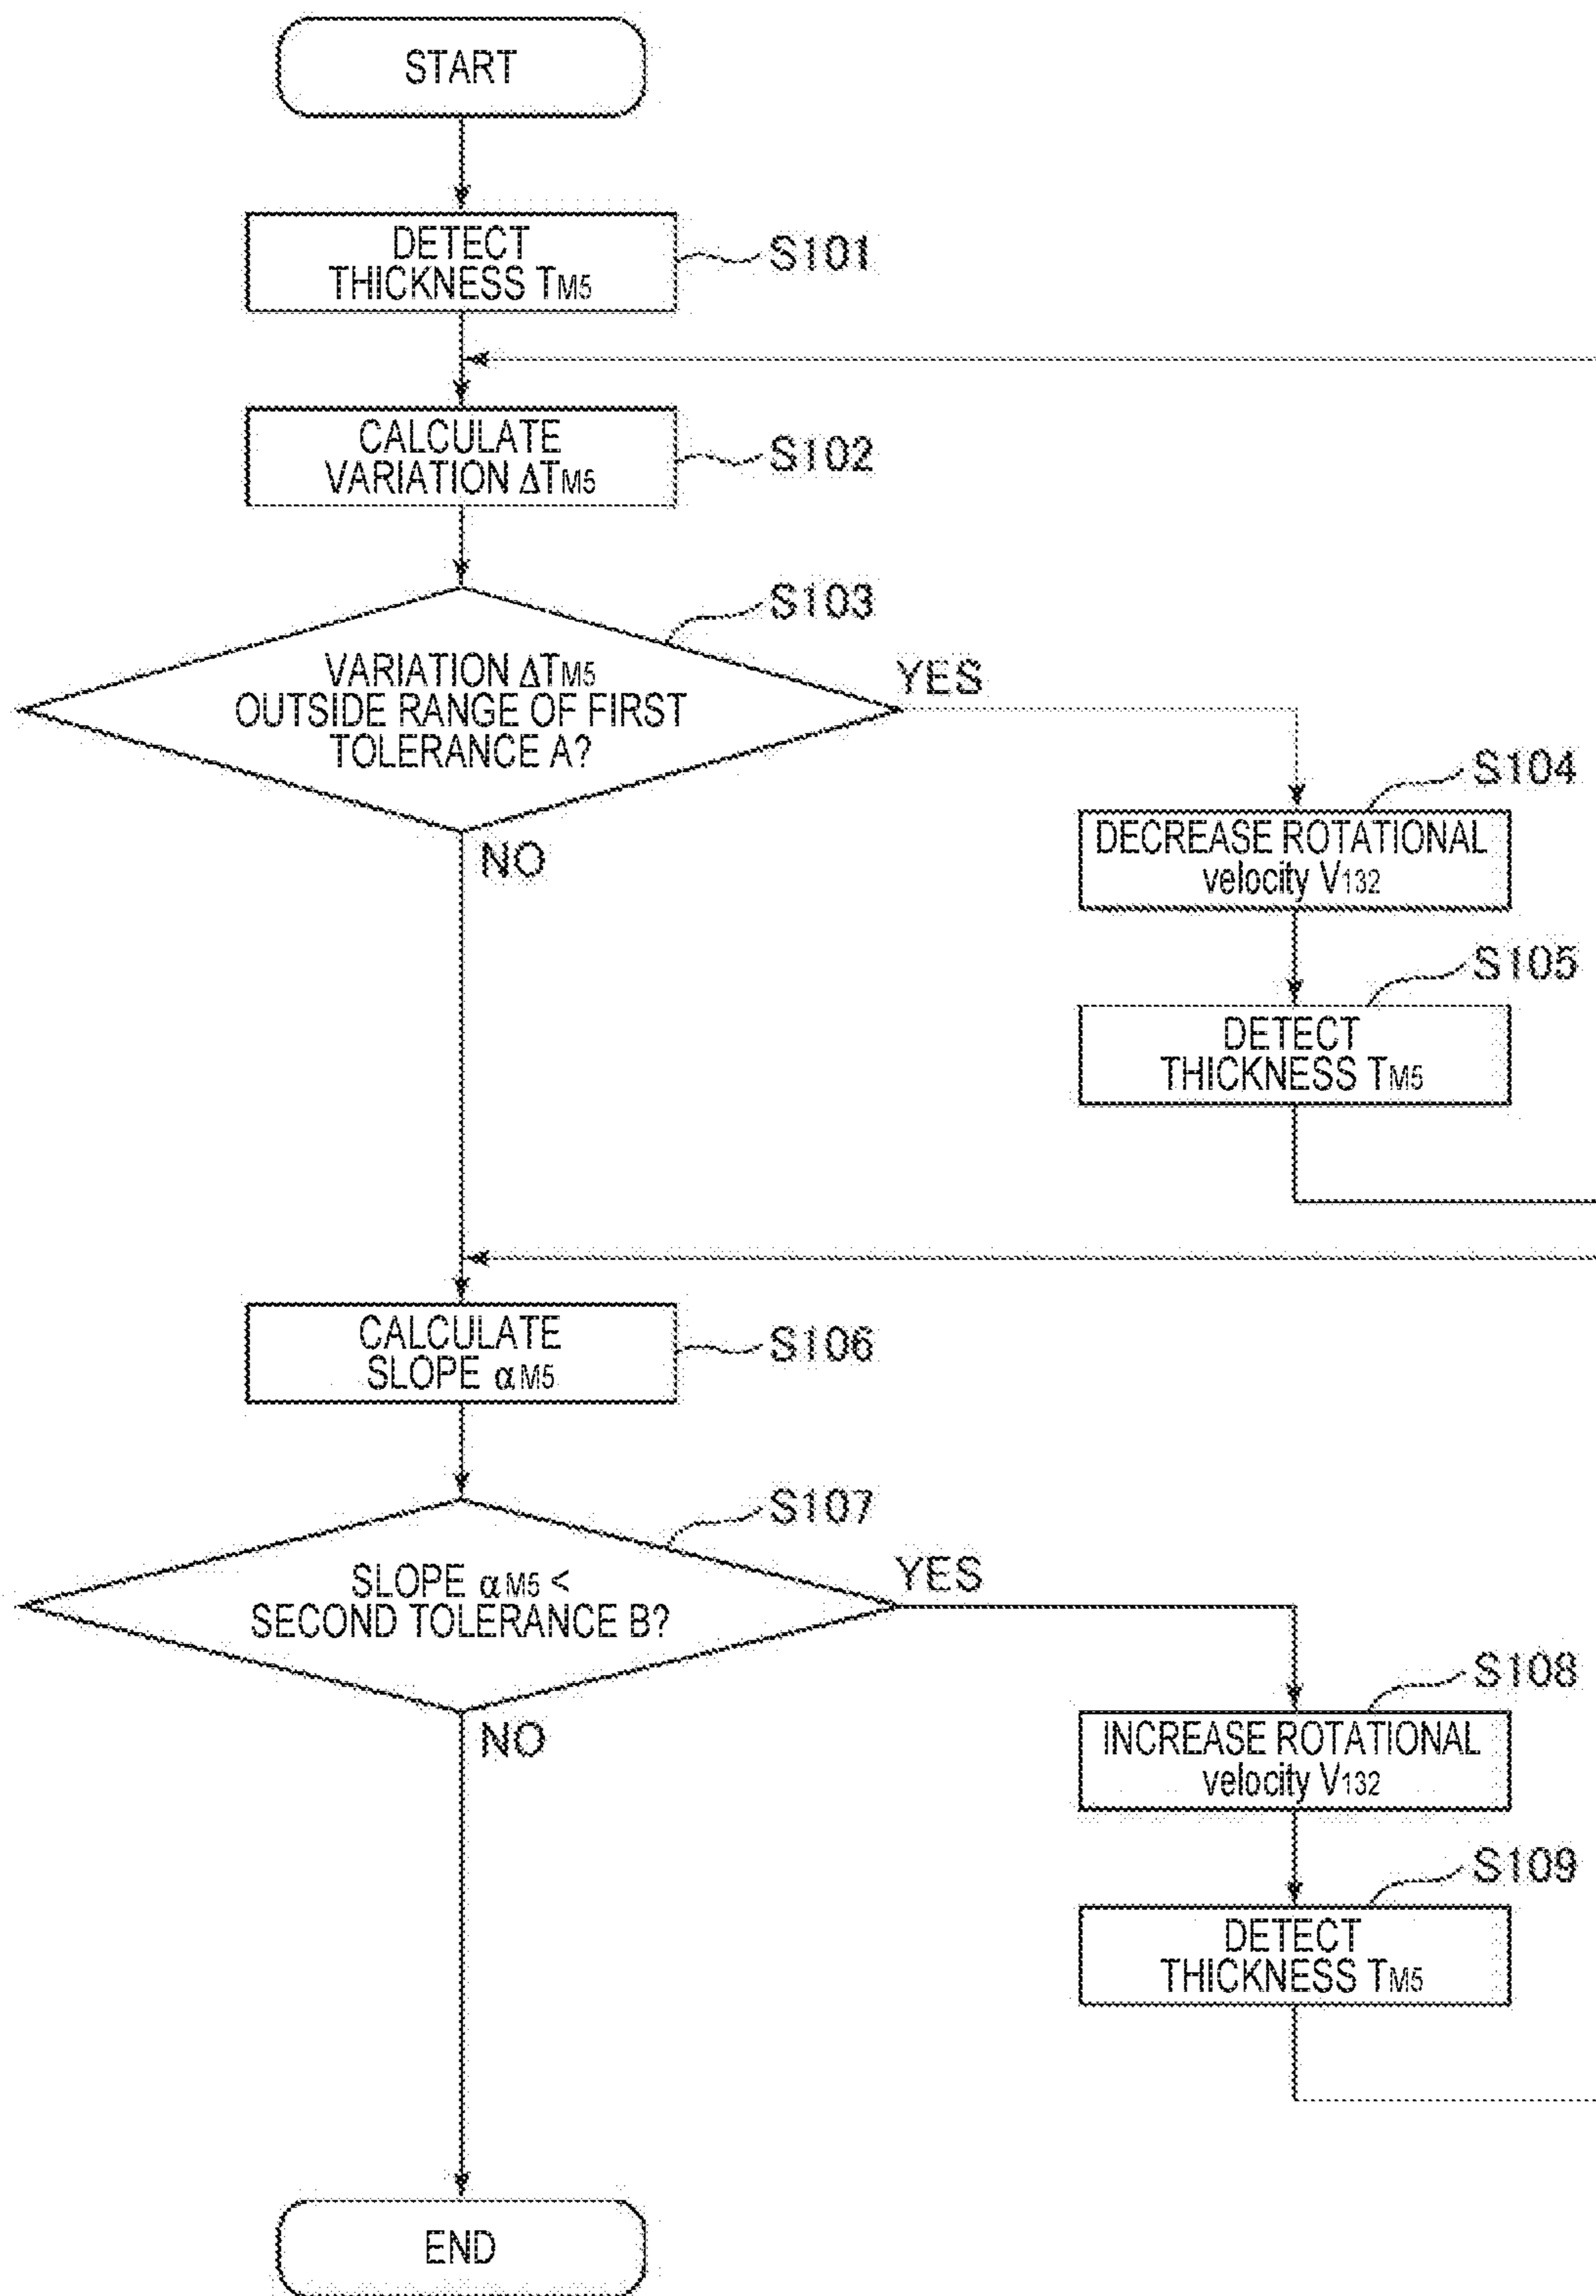 START
DETECT
THICKNESS TM5
S101
CALCULATE
VARIATION ΔTM5
S102
S103
VARIATION ΔTM5
OUTSIDE RANGE OF FIRST
TOLERANCE A?
YES
NO
S104
DECREASE ROTATIONAL
velocity V132
S105
DETECT
THICKNESS TM5
CALCULATE
SLOPE αM5
S106
S107
SLOPE αM5 <
SECOND TOLERANCE B?
YES
NO
S108
INCREASE ROTATIONAL
velocity V132
S109
DETECT
THICKNESS TM5
END